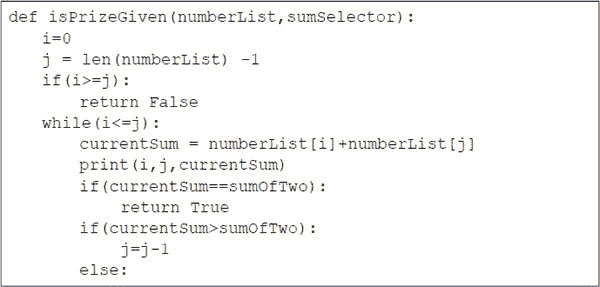 def isPrizeGiven(numberList,sumSelector):
i=0
j = len(numberList) -1
if(i>=j):
return False
while(i<=j):
currentSum = numberList[i]+numberList[j]
print(i,j,currentSum)
if(currentSum==sumOfTwo):
return True
if(currentSum>sumOfTwo):
j=j-1
else: